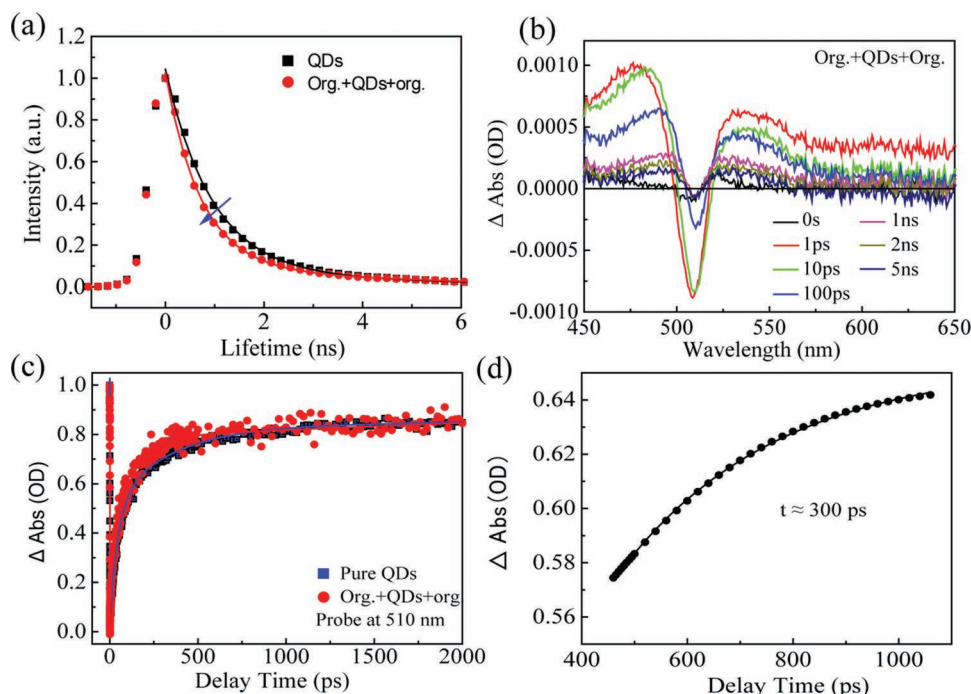 (a)
1.2
1.0
0.8
0.6
0.4
0.2
0.0
Intensity (a.u.)
QDs
Org.+QDs+org.
0 2 4 6
Lifetime (ns)
(b)
0.0010
0.0005
0.0000
-0.0005
-0.0010
Δ Abs (OD)
Org.+QDs+Org.
0s
1ps
10ps
100ps
1ns
2ns
5ns
450 500 550 600 650
Wavelength (nm)
(c)
1.0
0.8
0.6
0.4
0.2
0.0
Δ Abs (OD)
Pure QDs
Org.+QDs+org
Probe at 510 nm
0 250 500 750 1000 1250 1500 2000
Delay Time (ps)
(d)
0.64
0.62
0.60
0.58
0.56
Δ Abs (OD)
t ≈ 300 ps
400 600 800 1000
Delay Time (ps)